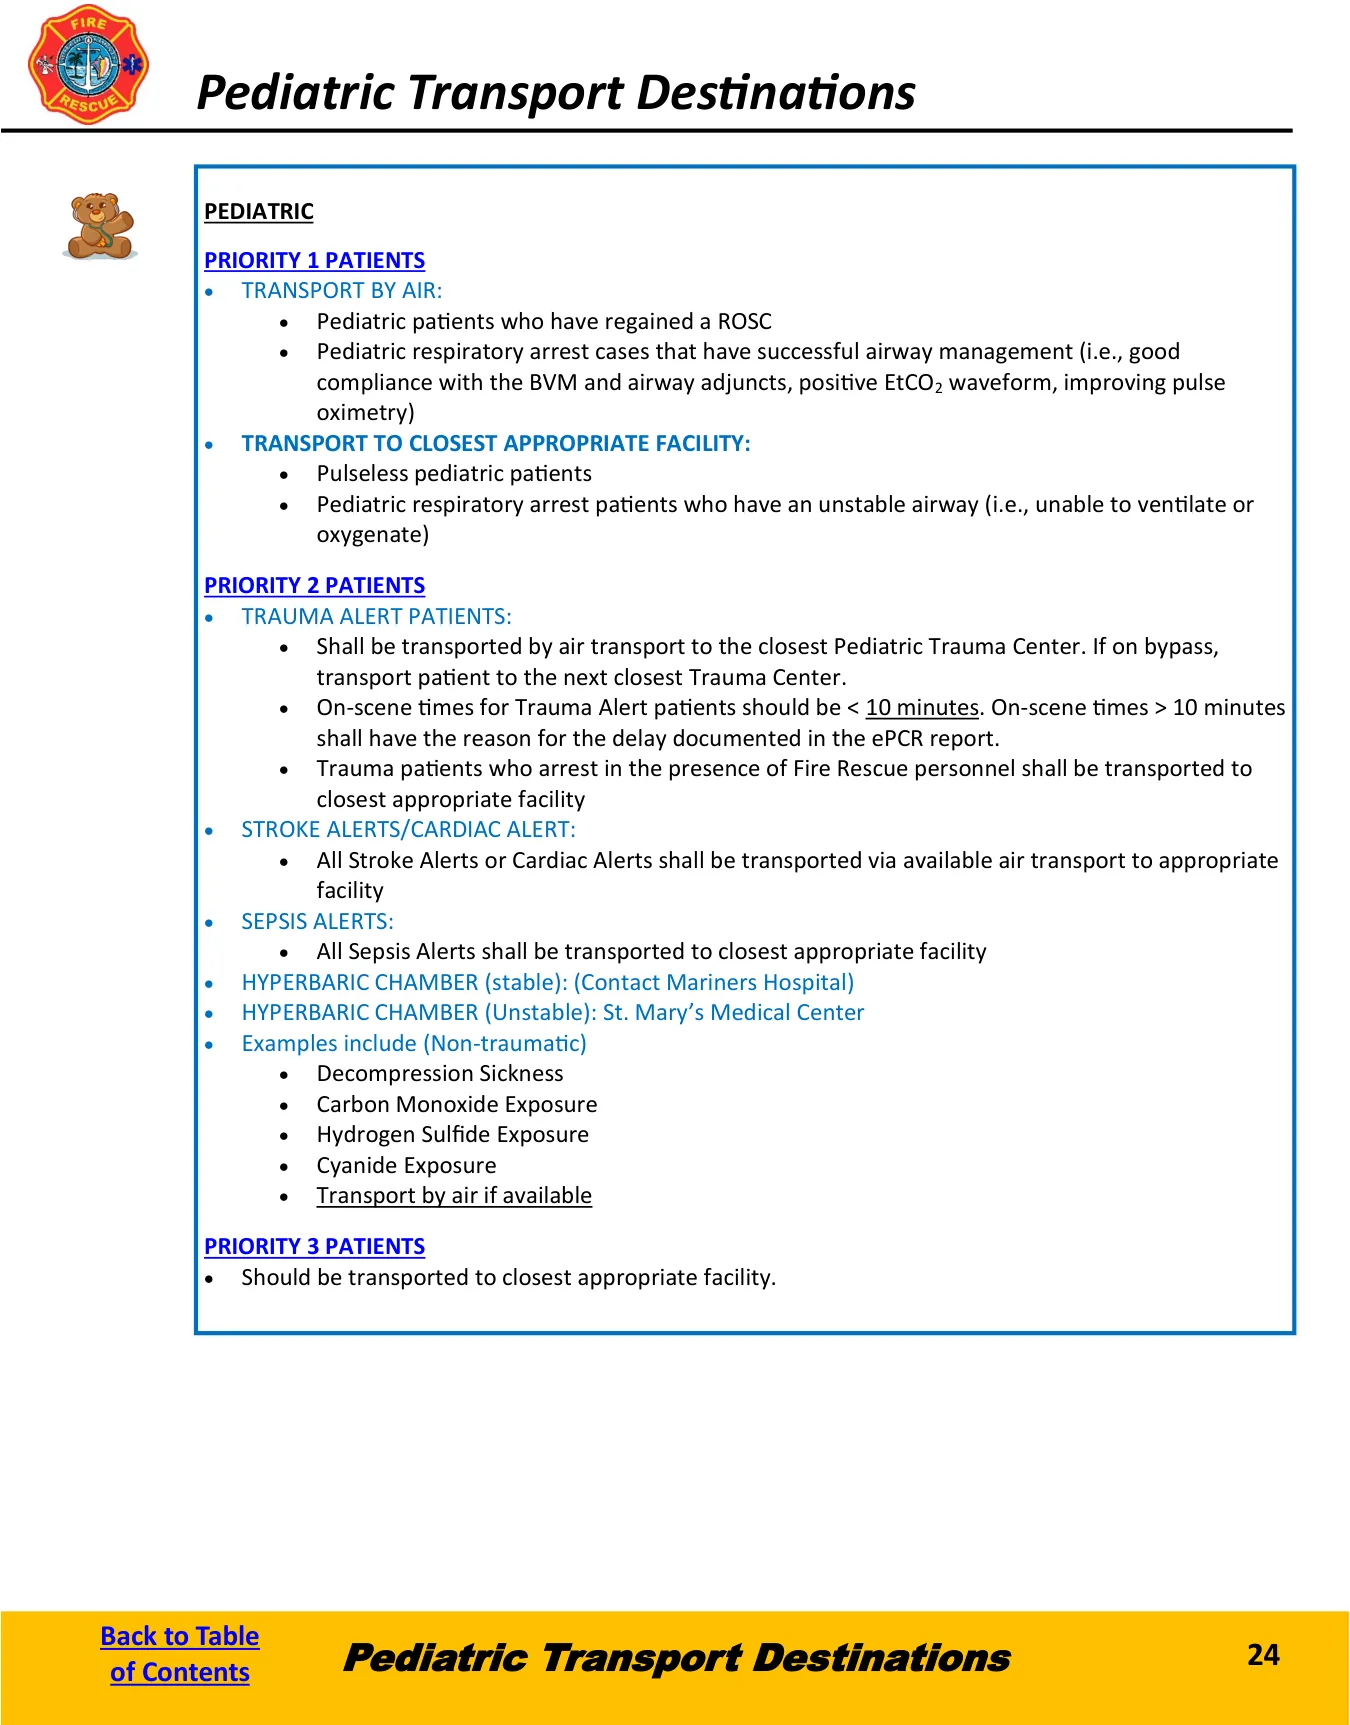 FIRE
RESCUE
Pediatric Transport Destinations
PEDIATRIC
PRIORITY 1 PATIENTS
• TRANSPORT BY AIR:
• Pediatric patients who have regained a ROSC
• Pediatric respiratory arrest cases that have successful airway management (i.e., good
compliance with the BVM and airway adjuncts, positive EtCO₂ waveform, improving pulse
oximetry)
• TRANSPORT TO CLOSEST APPROPRIATE FACILITY:
• Pulseless pediatric patients
• Pediatric respiratory arrest patients who have an unstable airway (i.e., unable to ventilate or
oxygenate)
PRIORITY 2 PATIENTS
• TRAUMA ALERT PATIENTS:
• Shall be transported by air transport to the closest Pediatric Trauma Center. If on bypass,
transport patient to the next closest Trauma Center.
• On-scene times for Trauma Alert patients should be < 10 minutes. On-scene times > 10 minutes
shall have the reason for the delay documented in the ePCR report.
• Trauma patients who arrest in the presence of Fire Rescue personnel shall be transported to
closest appropriate facility
• STROKE ALERTS/CARDIAC ALERT:
• All Stroke Alerts or Cardiac Alerts shall be transported via available air transport to appropriate
facility
• SEPSIS ALERTS:
• All Sepsis Alerts shall be transported to closest appropriate facility
• HYPERBARIC CHAMBER (stable): (Contact Mariners Hospital)
• HYPERBARIC CHAMBER (Unstable): St. Mary’s Medical Center
• Examples include (Non-traumatic)
• Decompression Sickness
• Carbon Monoxide Exposure
• Hydrogen Sulfide Exposure
• Cyanide Exposure
• Transport by air if available
PRIORITY 3 PATIENTS
• Should be transported to closest appropriate facility.
Back to Table
of Contents
Pediatric Transport Destinations
24